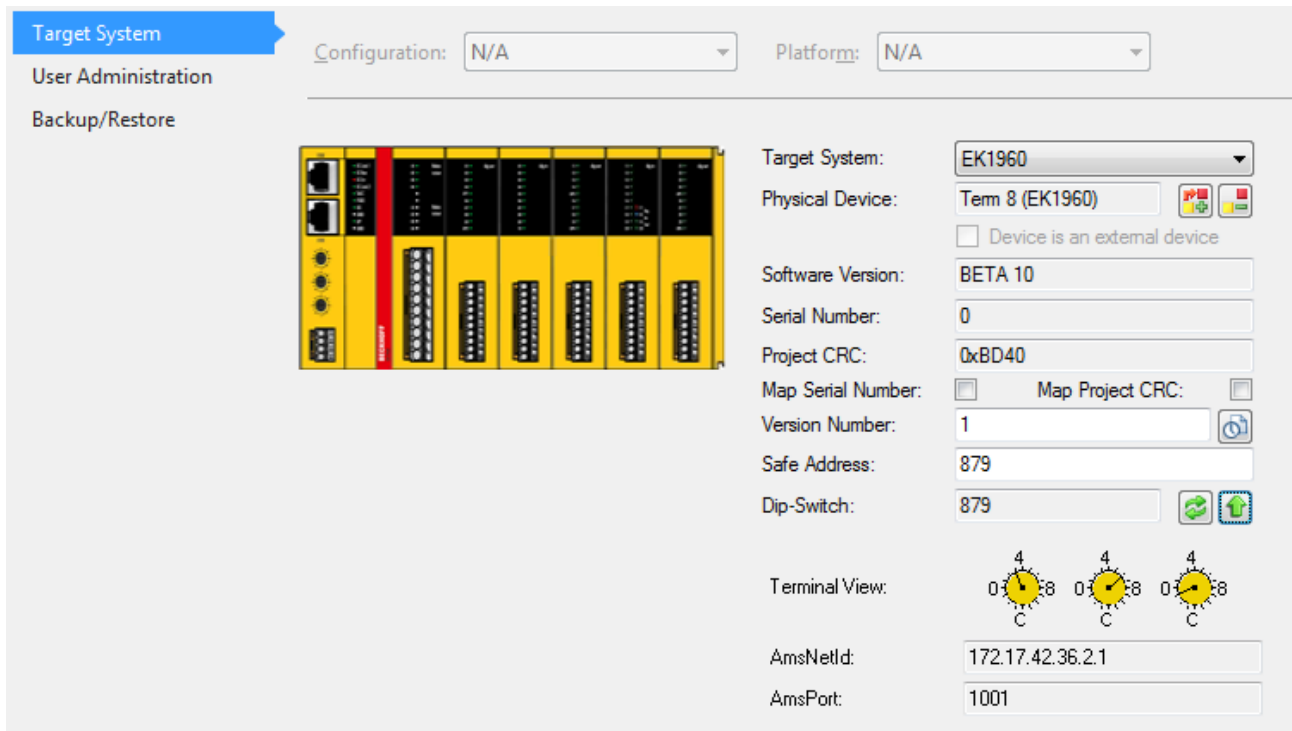 Target System
User Administration
Backup/Restore
Configuration: N/A Platform: N/A
BECKHOFF
Target System: EK1960
Physical Device: Term 8 (EK1960)
Device is an external device
Software Version: BETA 10
Serial Number: 0
Project CRC: 0xBD40
Map Serial Number: Map Project CRC:
Version Number: 1
Safe Address: 879
Dip-Switch: 879
4 4 4
Terminal View: 0 8 0 8 0 8
C C C
AmsNetId: 172.17.42.36.2.1
AmsPort: 1001